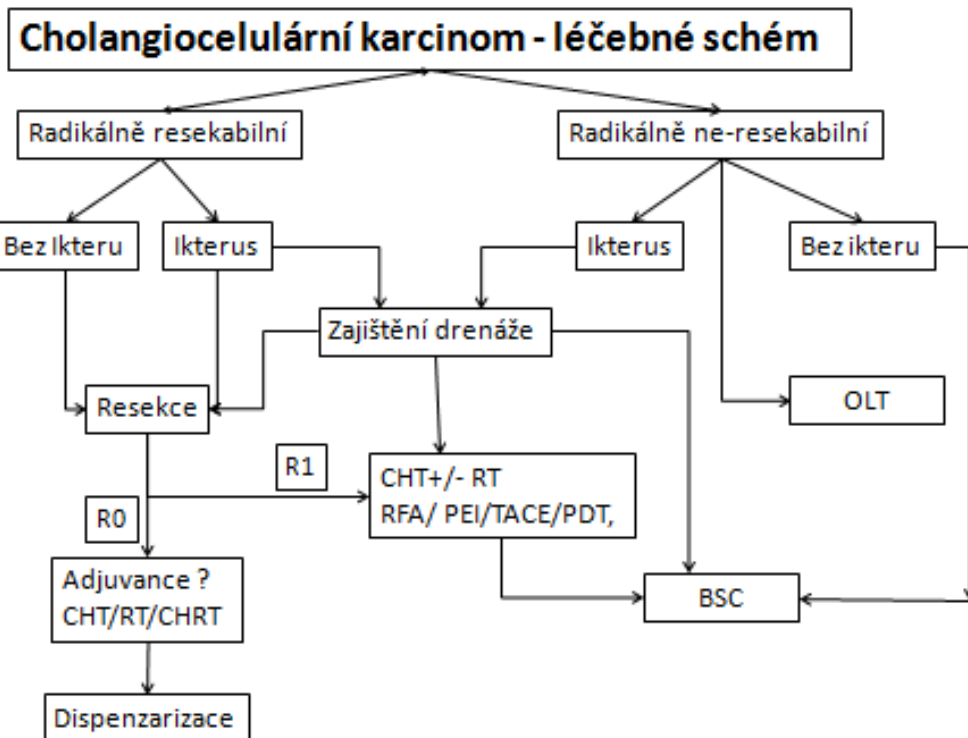 Cholangiocelulární karcinom - léčebné schém
Radikálně resekabilní
Radikálně ne-resekabilní
Bez Ikteru
Ikterus
Ikterus
Bez ikteru
Zajištění drenáže
Resekce
OLT
R1
CHT+/- RT
RFA/ PEI/TACE/PDT,
R0
Adjuvance ?
CHT/RT/CHRT
BSC
Dispenzarizace